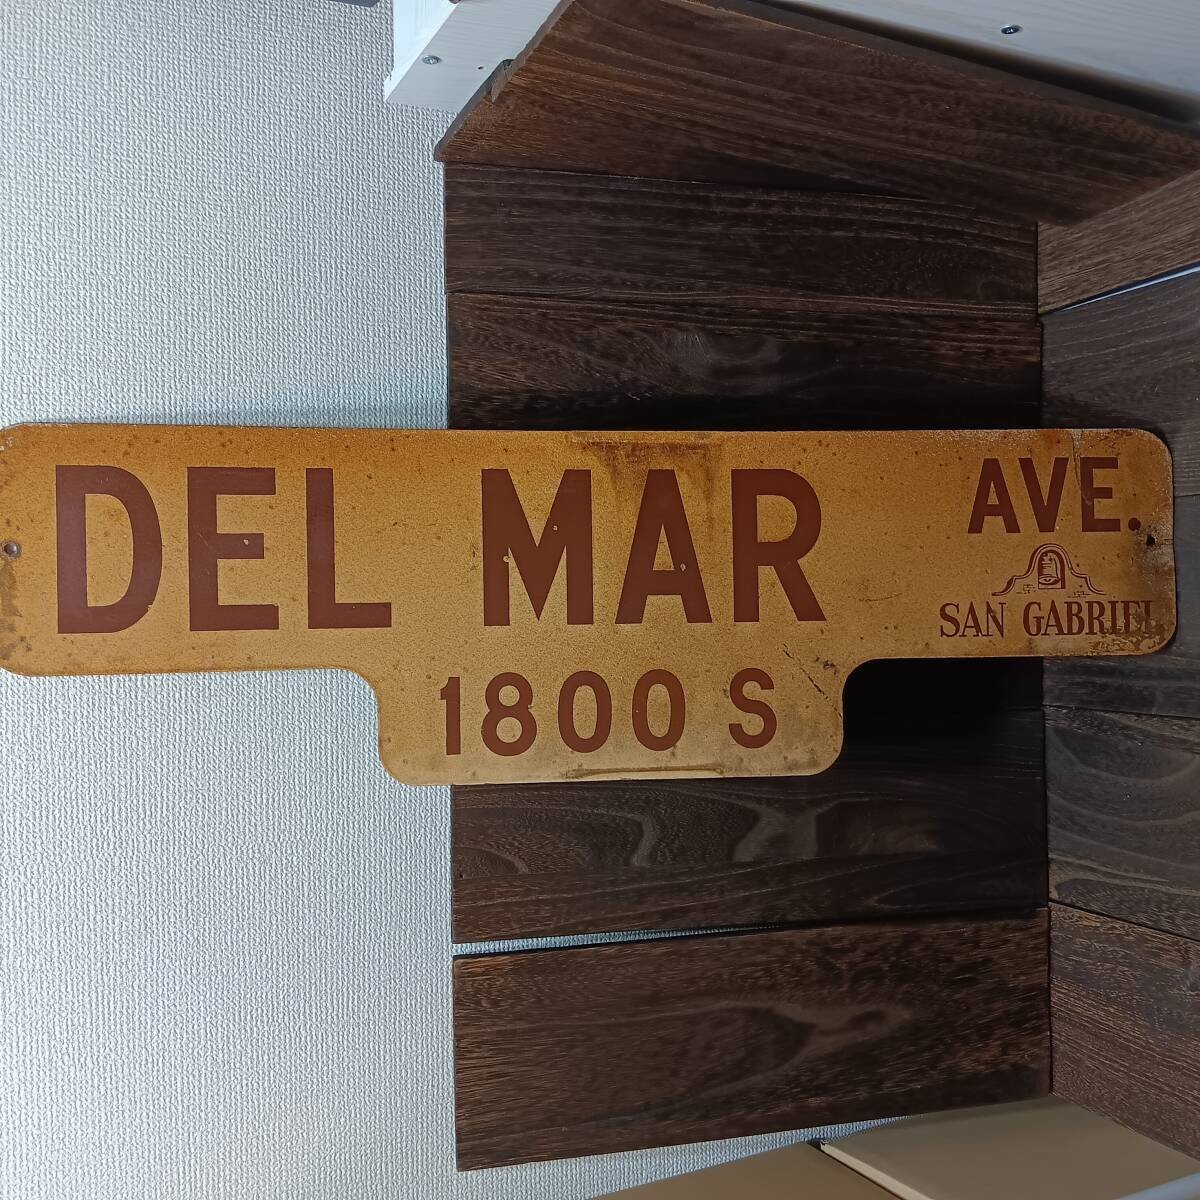 DEL MAR AVE.
SAN GABRIEL
1800 S